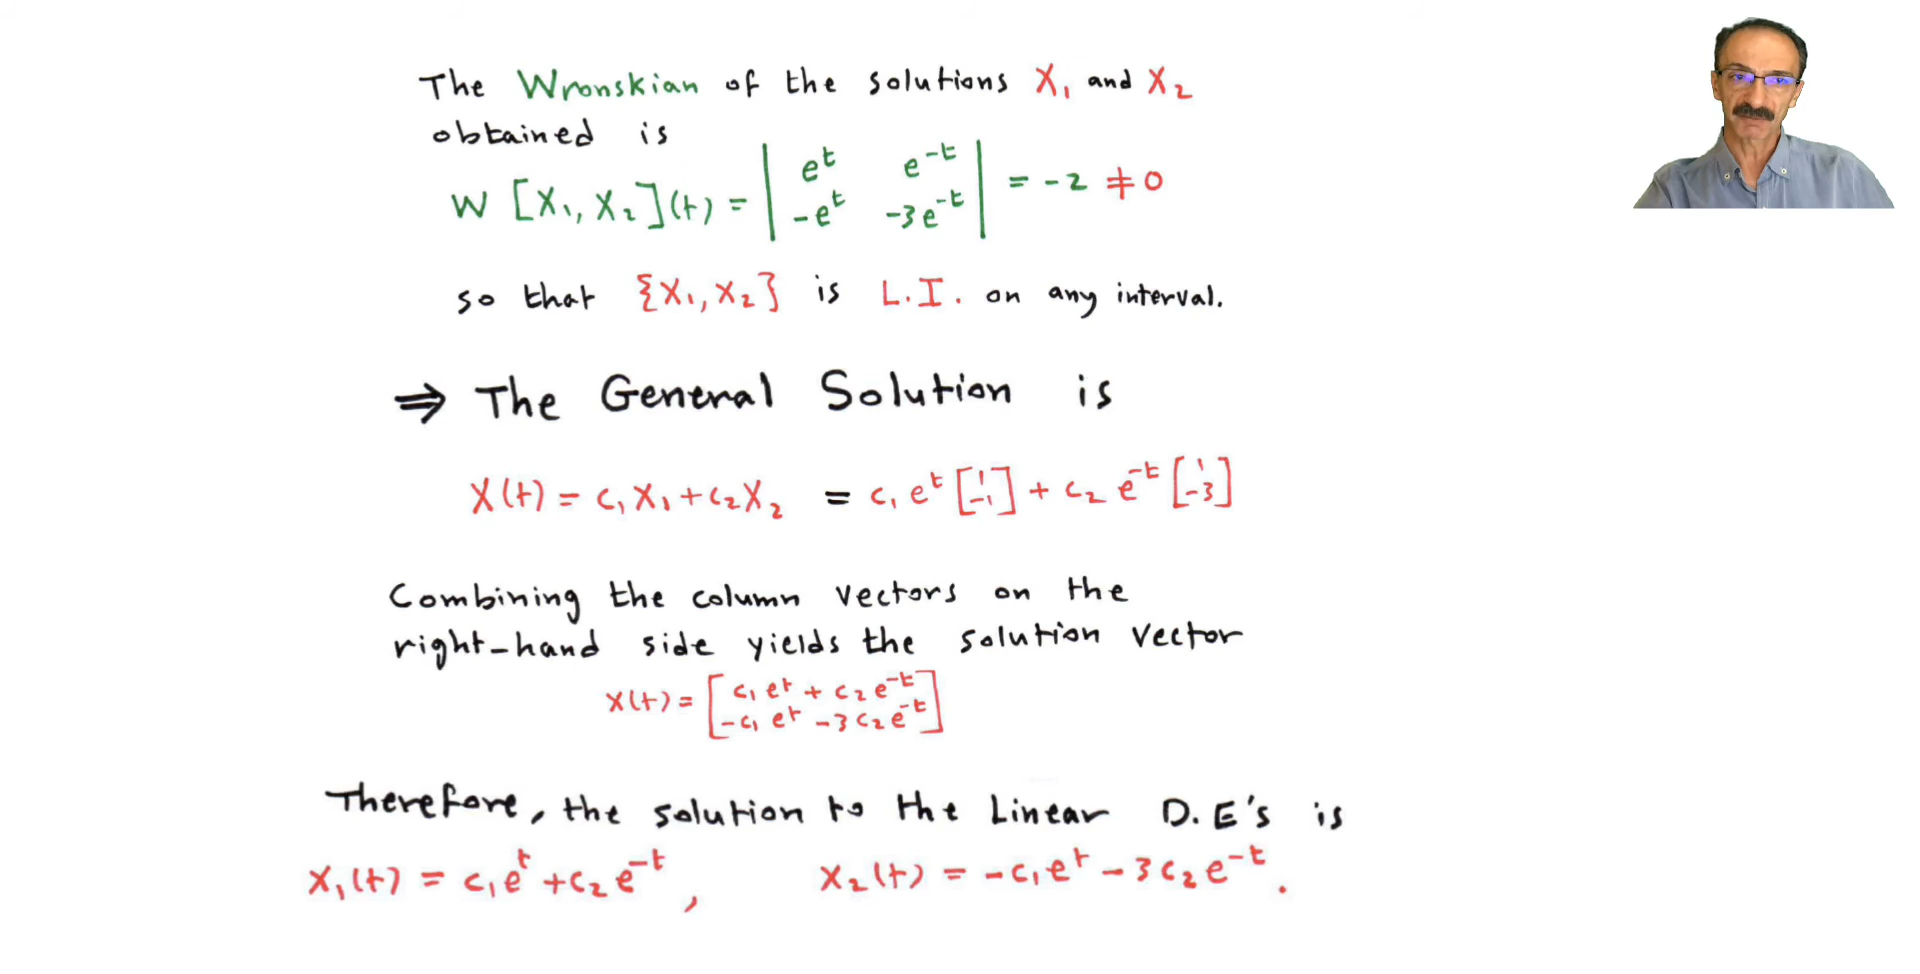 The Wronskian of the solutions X₁ and X₂
obtained is
W [X₁, X₂](t) = | eᵗ e⁻ᵗ ; -eᵗ -3e⁻ᵗ | = -2 ≠ 0
so that {X₁, X₂} is L.I. on any interval.
⇒ The General Solution is
X(t) = c₁X₁ + c₂X₂ = c₁ eᵗ [1 ; -1] + c₂ e⁻ᵗ [1 ; -3]
Combining the column vectors on the
right-hand side yields the solution vector
X(t) = [c₁ eᵗ + c₂ e⁻ᵗ ; -c₁ eᵗ - 3c₂ e⁻ᵗ]
Therefore, the solution to the Linear D.E's is
X₁(t) = c₁eᵗ + c₂e⁻ᵗ, X₂(t) = -c₁eᵗ - 3c₂e⁻ᵗ.